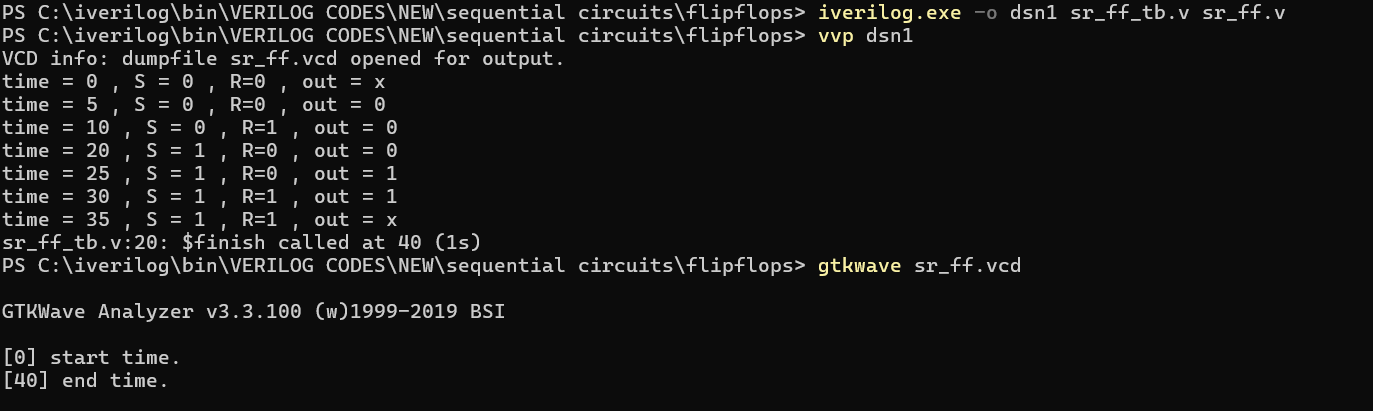 PS C:\iverilog\bin\VERILOG CODES\NEW\sequential circuits\flipflops> iverilog.exe -o dsn1 sr_ff_tb.v sr_ff.v
PS C:\iverilog\bin\VERILOG CODES\NEW\sequential circuits\flipflops> vvp dsn1
VCD info: dumpfile sr_ff.vcd opened for output.
time = 0 , S = 0 , R=0 , out = x
time = 5 , S = 0 , R=0 , out = 0
time = 10 , S = 0 , R=1 , out = 0
time = 20 , S = 1 , R=0 , out = 0
time = 25 , S = 1 , R=0 , out = 1
time = 30 , S = 1 , R=1 , out = 1
time = 35 , S = 1 , R=1 , out = x
sr_ff_tb.v:20: $finish called at 40 (1s)
PS C:\iverilog\bin\VERILOG CODES\NEW\sequential circuits\flipflops> gtkwave sr_ff.vcd
GTKWave Analyzer v3.3.100 (w)1999-2019 BSI
[0] start time.
[40] end time.